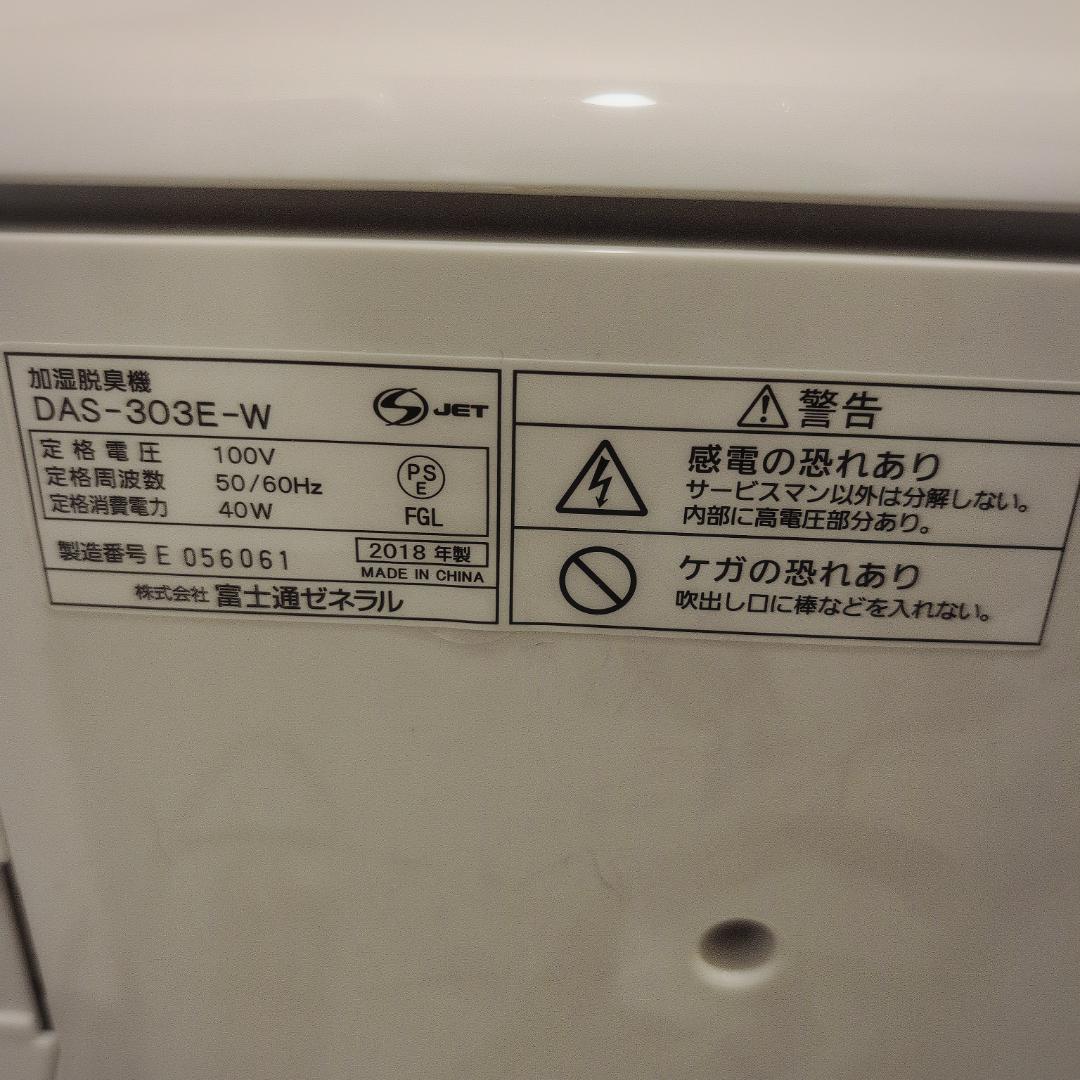 加湿脱臭機
DAS-303E-W
JET
定格電圧 100V
定格周波数 50/60Hz
定格消費電力 40W
PS
E
FGL
製造番号 E 056061
2018 年製
MADE IN CHINA
株式会社 富士通ゼネラル
警告
感電の恐れあり
サービスマン以外は分解しない。
内部に高電圧部分あり。
ケガの恐れあり
吹出し口に棒などを入れない。